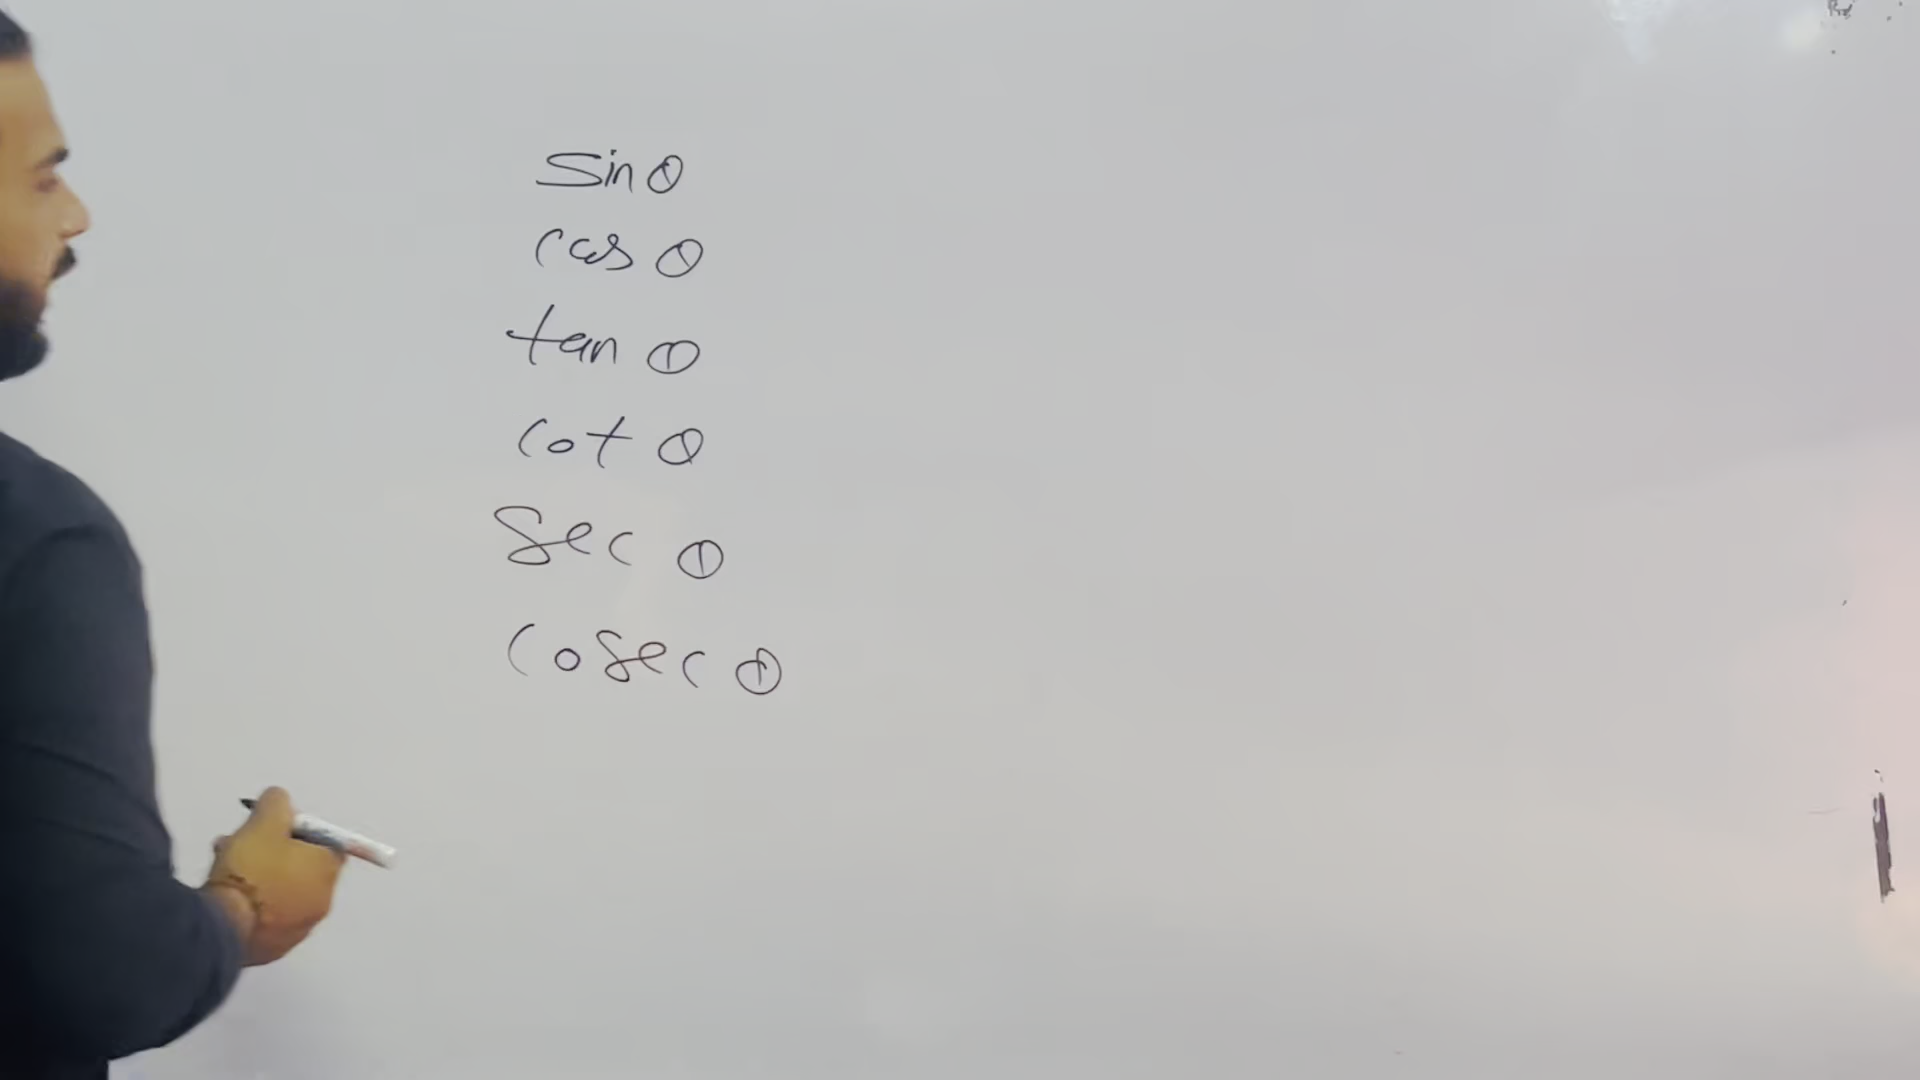 sin θ
cos θ
tan θ
cot θ
sec θ
cosec θ